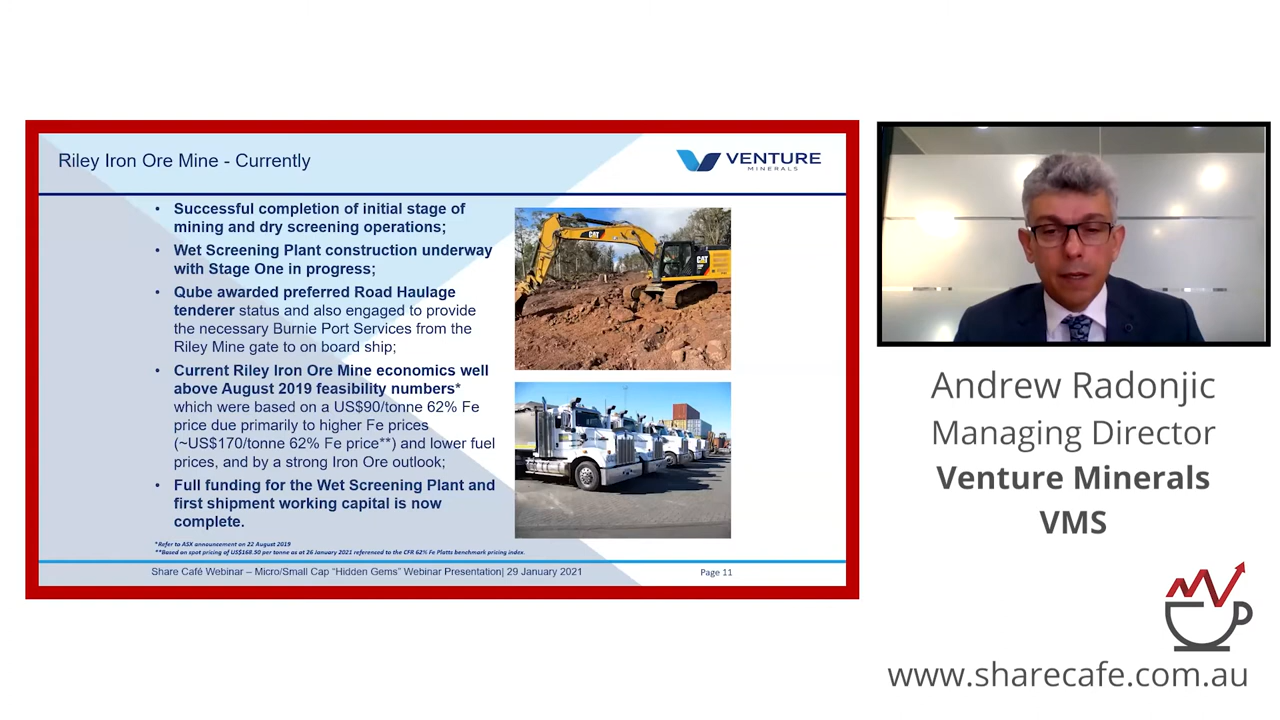 Riley Iron Ore Mine - Currently
VENTURE
MINERALS
• Successful completion of initial stage of
mining and dry screening operations;
• Wet Screening Plant construction underway
with Stage One in progress;
• Qube awarded preferred Road Haulage
tenderer status and also engaged to provide
the necessary Burnie Port Services from the
Riley Mine gate to on board ship;
• Current Riley Iron Ore Mine economics well
above August 2019 feasibility numbers*
which were based on a US$90/tonne 62% Fe
price due primarily to higher Fe prices
(~US$170/tonne 62% Fe price**) and lower fuel
prices, and by a strong Iron Ore outlook;
• Full funding for the Wet Screening Plant and
first shipment working capital is now
complete.
*Refer to ASX announcement on 22 August 2019
**Based on spot pricing of US$168.50 per tonne as at 26 January 2021 referenced to the CFR 62% Fe Platts benchmark pricing index.
Share Café Webinar – Micro/Small Cap “Hidden Gems” Webinar Presentation| 29 January 2021
Page 11
CAT
CAT
Andrew Radonjic
Managing Director
Venture Minerals
VMS
www.sharecafe.com.au